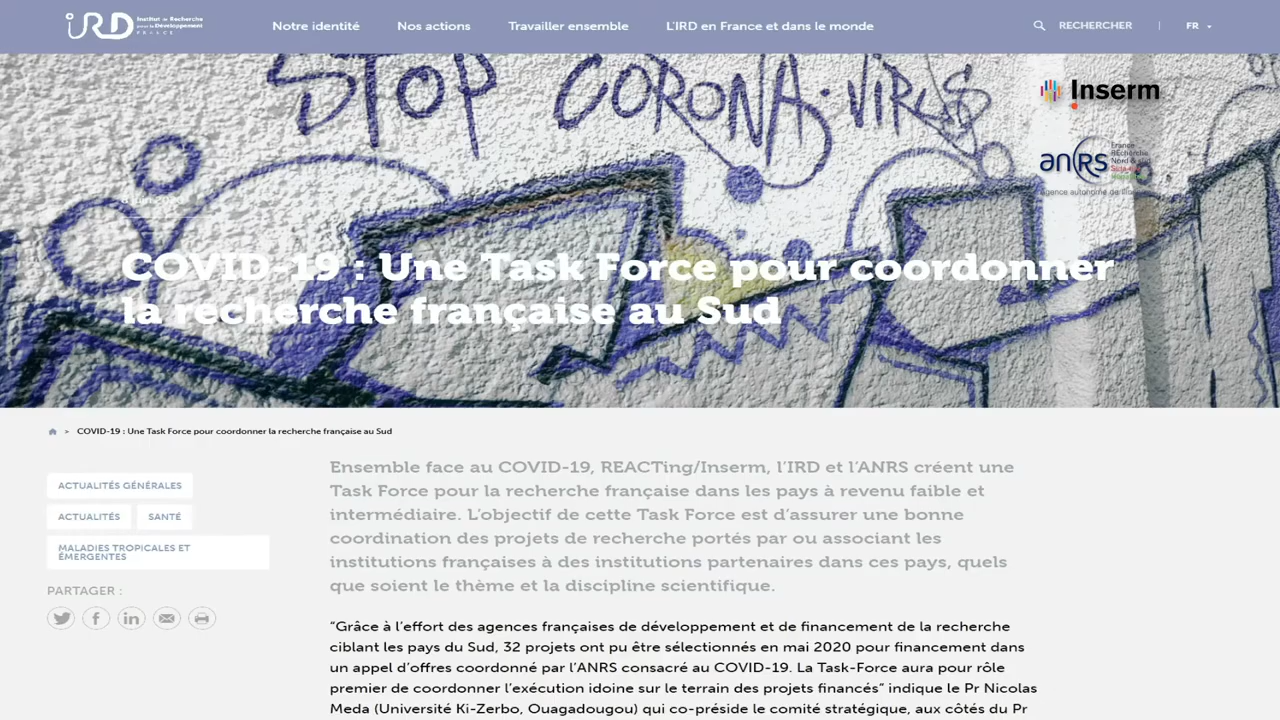 iRD Institut de Recherche
pour le Développement
FRANCE
Notre identité
Nos actions
Travailler ensemble
L'IRD en France et dans le monde
RECHERCHER
FR
STOP CORONA-VIRUS
Inserm
anRS
France
REcherche
Nord & sud
COVID-19 : Une Task Force pour coordonner
la recherche française au Sud
> COVID-19 : Une Task Force pour coordonner la recherche française au Sud
ACTUALITÉS GÉNÉRALES
ACTUALITÉS
SANTÉ
MALADIES TROPICALES ET
ÉMERGENTES
PARTAGER :
Ensemble face au COVID-19, REACTing/Inserm, l'IRD et l'ANRS créent une
Task Force pour la recherche française dans les pays à revenu faible et
intermédiaire. L'objectif de cette Task Force est d'assurer une bonne
coordination des projets de recherche portés par ou associant les
institutions françaises à des institutions partenaires dans ces pays, quels
que soient le thème et la discipline scientifique.
“Grâce à l'effort des agences françaises de développement et de financement de la recherche
ciblant les pays du Sud, 32 projets ont pu être sélectionnés en mai 2020 pour financement dans
un appel d'offres coordonné par l'ANRS consacré au COVID-19. La Task-Force aura pour rôle
premier de coordonner l'exécution idoine sur le terrain des projets financés” indique le Pr Nicolas
Meda (Université Ki-Zerbo, Ouagadougou) qui co-préside le comité stratégique, aux côtés du Pr